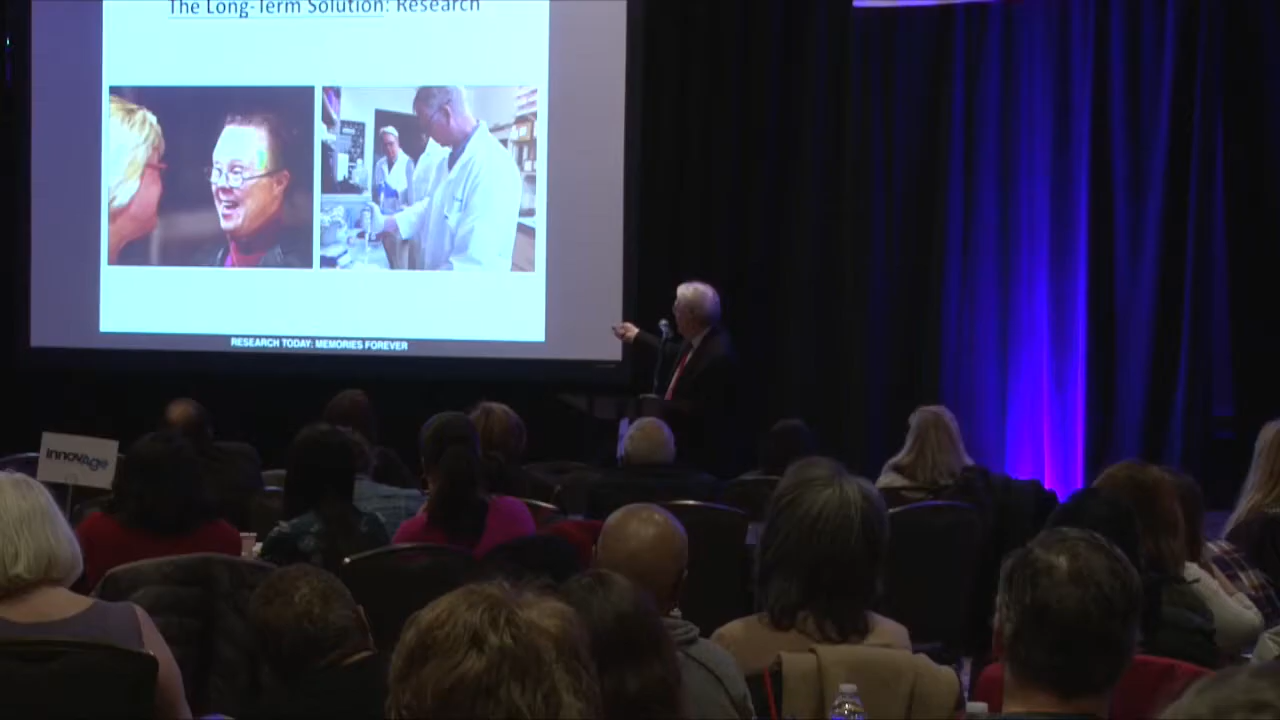 The Long-Term Solution: Research
RESEARCH TODAY; MEMORIES FOREVER
InnovAge